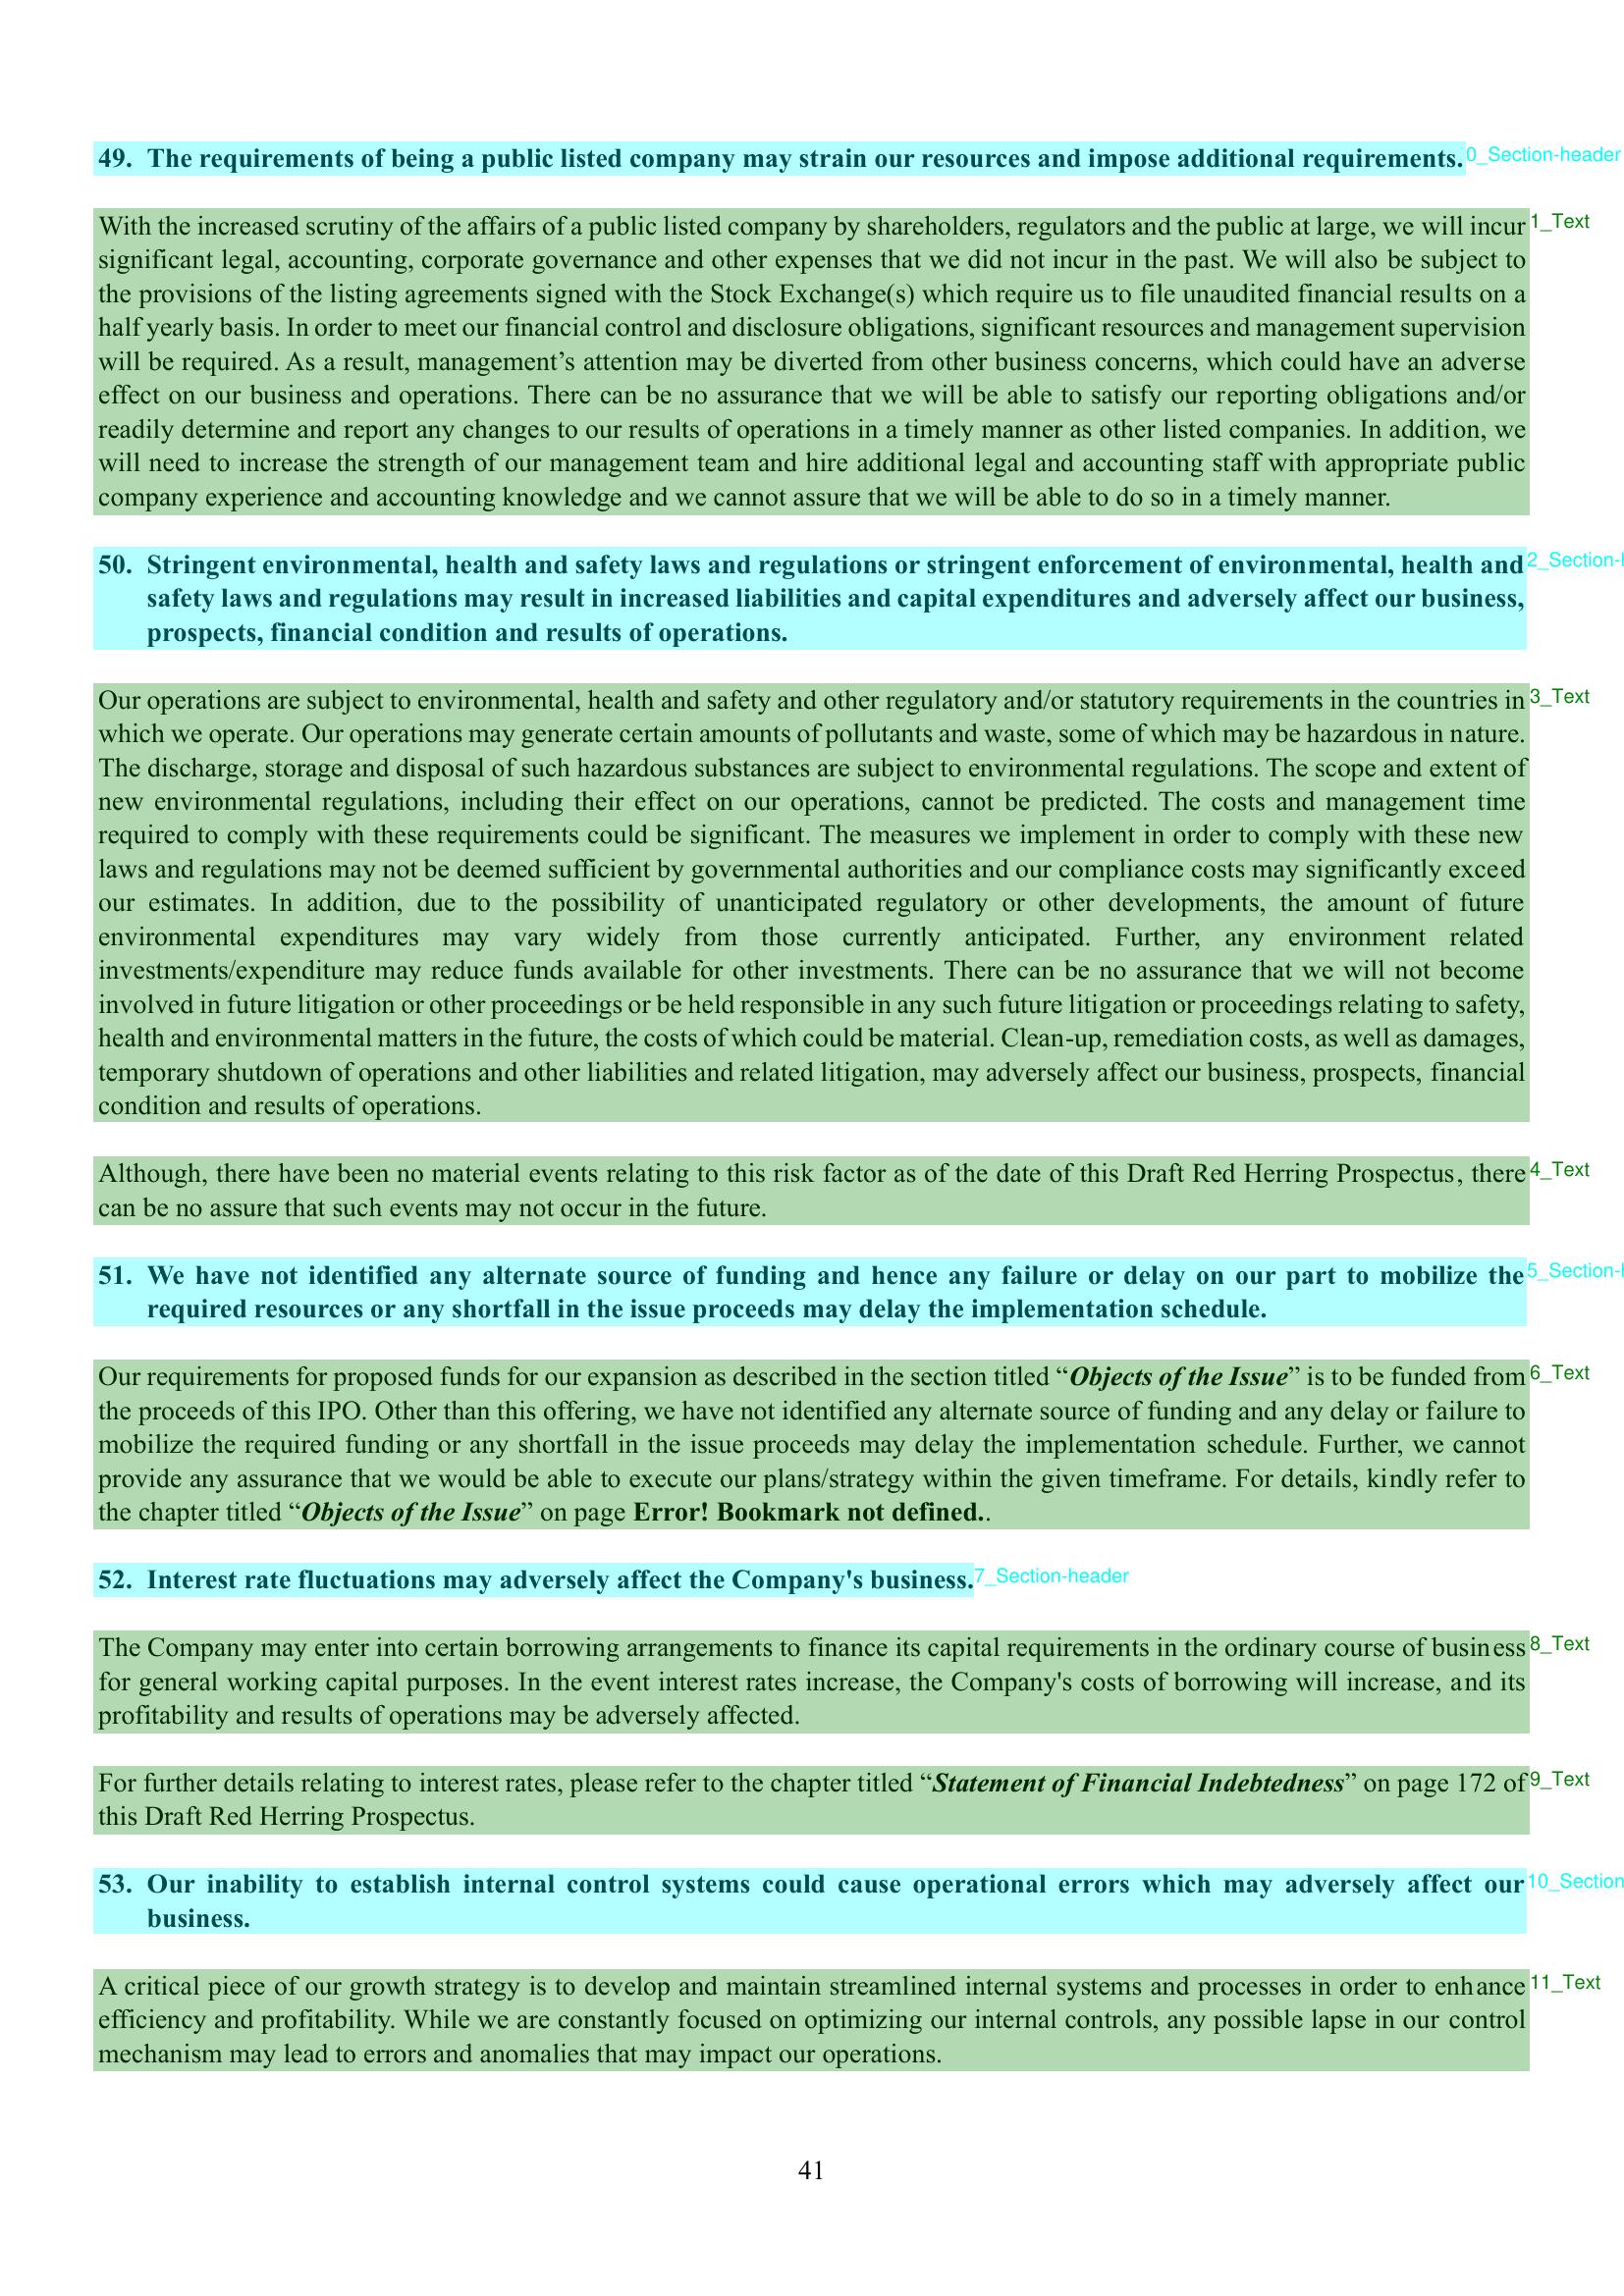 49. The requirements of being a public listed company may strain our resources and impose additional requirements. 0_Section-header
With the increased scrutiny of the affairs of a public listed company by shareholders, regulators and the public at large, we will incur 1_Text
significant legal, accounting, corporate governance and other expenses that we did not incur in the past. We will also be subject to
the provisions of the listing agreements signed with the Stock Exchange(s) which require us to file unaudited financial results on a
half yearly basis. In order to meet our financial control and disclosure obligations, significant resources and management supervision
will be required. As a result, management’s attention may be diverted from other business concerns, which could have an adverse
effect on our business and operations. There can be no assurance that we will be able to satisfy our reporting obligations and/or
readily determine and report any changes to our results of operations in a timely manner as other listed companies. In addition, we
will need to increase the strength of our management team and hire additional legal and accounting staff with appropriate public
company experience and accounting knowledge and we cannot assure that we will be able to do so in a timely manner.
50. Stringent environmental, health and safety laws and regulations or stringent enforcement of environmental, health and 2_Section-
safety laws and regulations may result in increased liabilities and capital expenditures and adversely affect our business,
prospects, financial condition and results of operations.
Our operations are subject to environmental, health and safety and other regulatory and/or statutory requirements in the countries in 3_Text
which we operate. Our operations may generate certain amounts of pollutants and waste, some of which may be hazardous in nature.
The discharge, storage and disposal of such hazardous substances are subject to environmental regulations. The scope and extent of
new environmental regulations, including their effect on our operations, cannot be predicted. The costs and management time
required to comply with these requirements could be significant. The measures we implement in order to comply with these new
laws and regulations may not be deemed sufficient by governmental authorities and our compliance costs may significantly exceed
our estimates. In addition, due to the possibility of unanticipated regulatory or other developments, the amount of future
environmental expenditures may vary widely from those currently anticipated. Further, any environment related
investments/expenditure may reduce funds available for other investments. There can be no assurance that we will not become
involved in future litigation or other proceedings or be held responsible in any such future litigation or proceedings relating to safety,
health and environmental matters in the future, the costs of which could be material. Clean-up, remediation costs, as well as damages,
temporary shutdown of operations and other liabilities and related litigation, may adversely affect our business, prospects, financial
condition and results of operations.
Although, there have been no material events relating to this risk factor as of the date of this Draft Red Herring Prospectus, there 4_Text
can be no assure that such events may not occur in the future.
51. We have not identified any alternate source of funding and hence any failure or delay on our part to mobilize the 5_Section-
required resources or any shortfall in the issue proceeds may delay the implementation schedule.
Our requirements for proposed funds for our expansion as described in the section titled “Objects of the Issue” is to be funded from 6_Text
the proceeds of this IPO. Other than this offering, we have not identified any alternate source of funding and any delay or failure to
mobilize the required funding or any shortfall in the issue proceeds may delay the implementation schedule. Further, we cannot
provide any assurance that we would be able to execute our plans/strategy within the given timeframe. For details, kindly refer to
the chapter titled “Objects of the Issue” on page Error! Bookmark not defined..
52. Interest rate fluctuations may adversely affect the Company's business. 7_Section-header
The Company may enter into certain borrowing arrangements to finance its capital requirements in the ordinary course of business 8_Text
for general working capital purposes. In the event interest rates increase, the Company's costs of borrowing will increase, and its
profitability and results of operations may be adversely affected.
For further details relating to interest rates, please refer to the chapter titled “Statement of Financial Indebtedness” on page 172 of 9_Text
this Draft Red Herring Prospectus.
53. Our inability to establish internal control systems could cause operational errors which may adversely affect our 10_Section
business.
A critical piece of our growth strategy is to develop and maintain streamlined internal systems and processes in order to enhance 11_Text
efficiency and profitability. While we are constantly focused on optimizing our internal controls, any possible lapse in our control
mechanism may lead to errors and anomalies that may impact our operations.
41